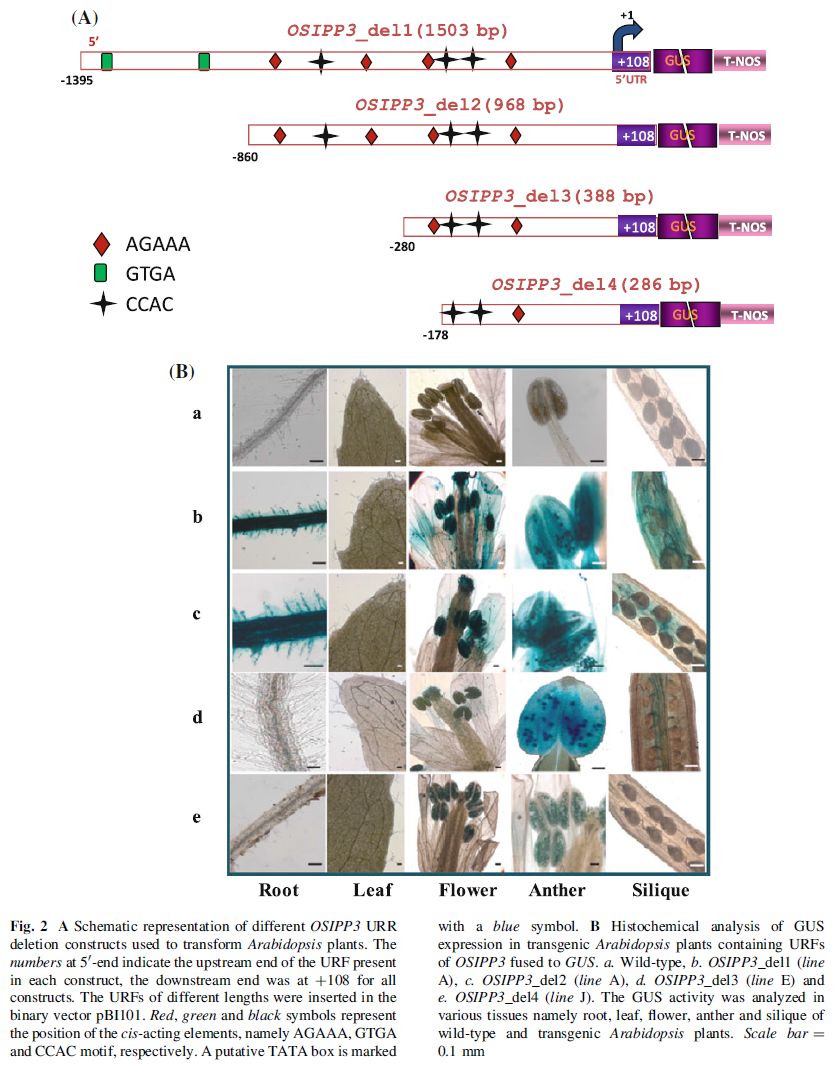 (A)
OSIPP3_del1(1503 bp)
+1
5'
+108
GUS
T-NOS
-1395
5'UTR
OSIPP3_del2(968 bp)
+108
GUS
T-NOS
-860
OSIPP3_del3(388 bp)
+108
GUS
T-NOS
-280
AGAAA
GTGA
CCAC
OSIPP3_del4(286 bp)
+108
GUS
T-NOS
-178
(B)
a
b
c
d
e
Root Leaf Flower Anther Silique
Fig. 2 A Schematic representation of different OSIPP3 URR
deletion constructs used to transform Arabidopsis plants. The
numbers at 5′-end indicate the upstream end of the URF present
in each construct, the downstream end was at +108 for all
constructs. The URFs of different lengths were inserted in the
binary vector pBI101. Red, green and black symbols represent
the position of the cis-acting elements, namely AGAAA, GTGA
and CCAC motif, respectively. A putative TATA box is marked
with a blue symbol. B Histochemical analysis of GUS
expression in transgenic Arabidopsis plants containing URFs
of OSIPP3 fused to GUS. a. Wild-type, b. OSIPP3_del1 (line
A), c. OSIPP3_del2 (line A), d. OSIPP3_del3 (line E) and
e. OSIPP3_del4 (line J). The GUS activity was analyzed in
various tissues namely root, leaf, flower, anther and silique of
wild-type and transgenic Arabidopsis plants. Scale bar =
0.1 mm